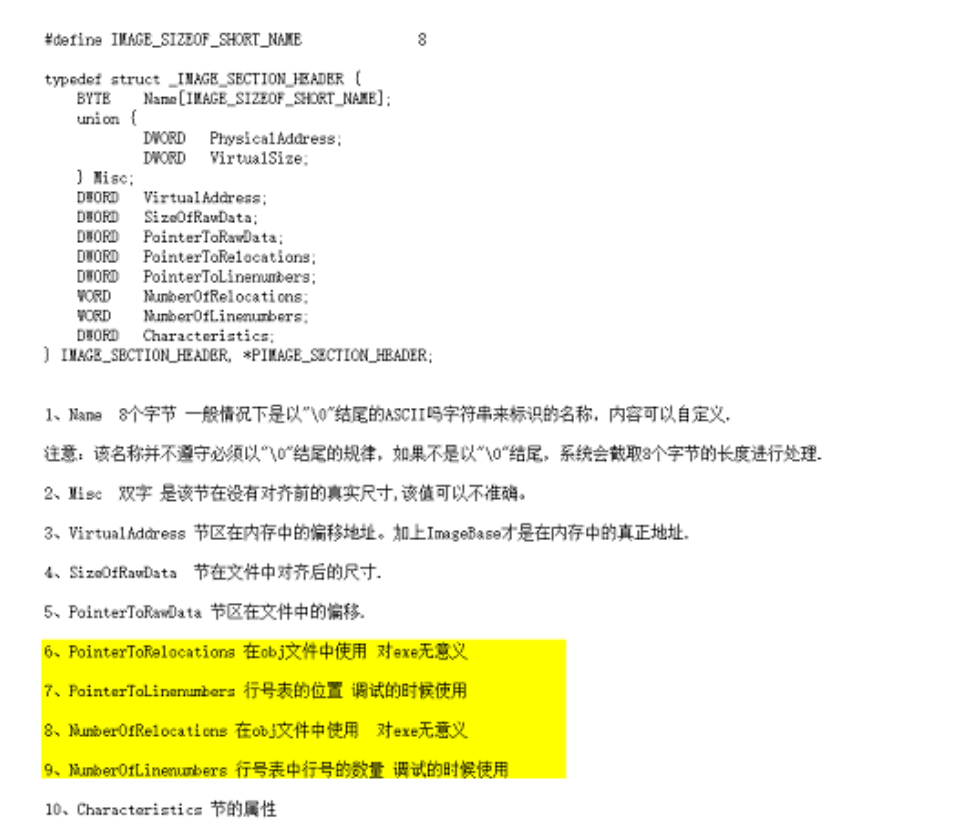 #define IMAGE_SIZEOF_SHORT_NAME 8
typedef struct _IMAGE_SECTION_HEADER {
BYTE Name[IMAGE_SIZEOF_SHORT_NAME];
union {
DWORD PhysicalAddress;
DWORD VirtualSize;
} Misc;
DWORD VirtualAddress;
DWORD SizeOfRawData;
DWORD PointerToRawData;
DWORD PointerToRelocations;
DWORD PointerToLinenumbers;
WORD NumberOfRelocations;
WORD NumberOfLinenumbers;
DWORD Characteristics;
} IMAGE_SECTION_HEADER, *PIMAGE_SECTION_HEADER;
1、Name 8个字节 一般情况下是以"\0"结尾的ASCII吗字符串来标识的名称，内容可以自定义.
注意：该名称并不遵守必须以"\0"结尾的规律，如果不是以"\0"结尾，系统会截取8个字节的长度进行处理.
2、Misc 双字 是该节在没有对齐前的真实尺寸,该值可以不准确。
3、VirtualAddress 节区在内存中的偏移地址。加上ImageBase才是在内存中的真正地址.
4、SizeOfRawData 节在文件中对齐后的尺寸.
5、PointerToRawData 节区在文件中的偏移.
6、PointerToRelocations 在obj文件中使用 对exe无意义
7、PointerToLinenumbers 行号表的位置 调试的时候使用
8、NumberOfRelocations 在obj文件中使用 对exe无意义
9、NumberOfLinenumbers 行号表中行号的数量 调试的时候使用
10、Characteristics 节的属性